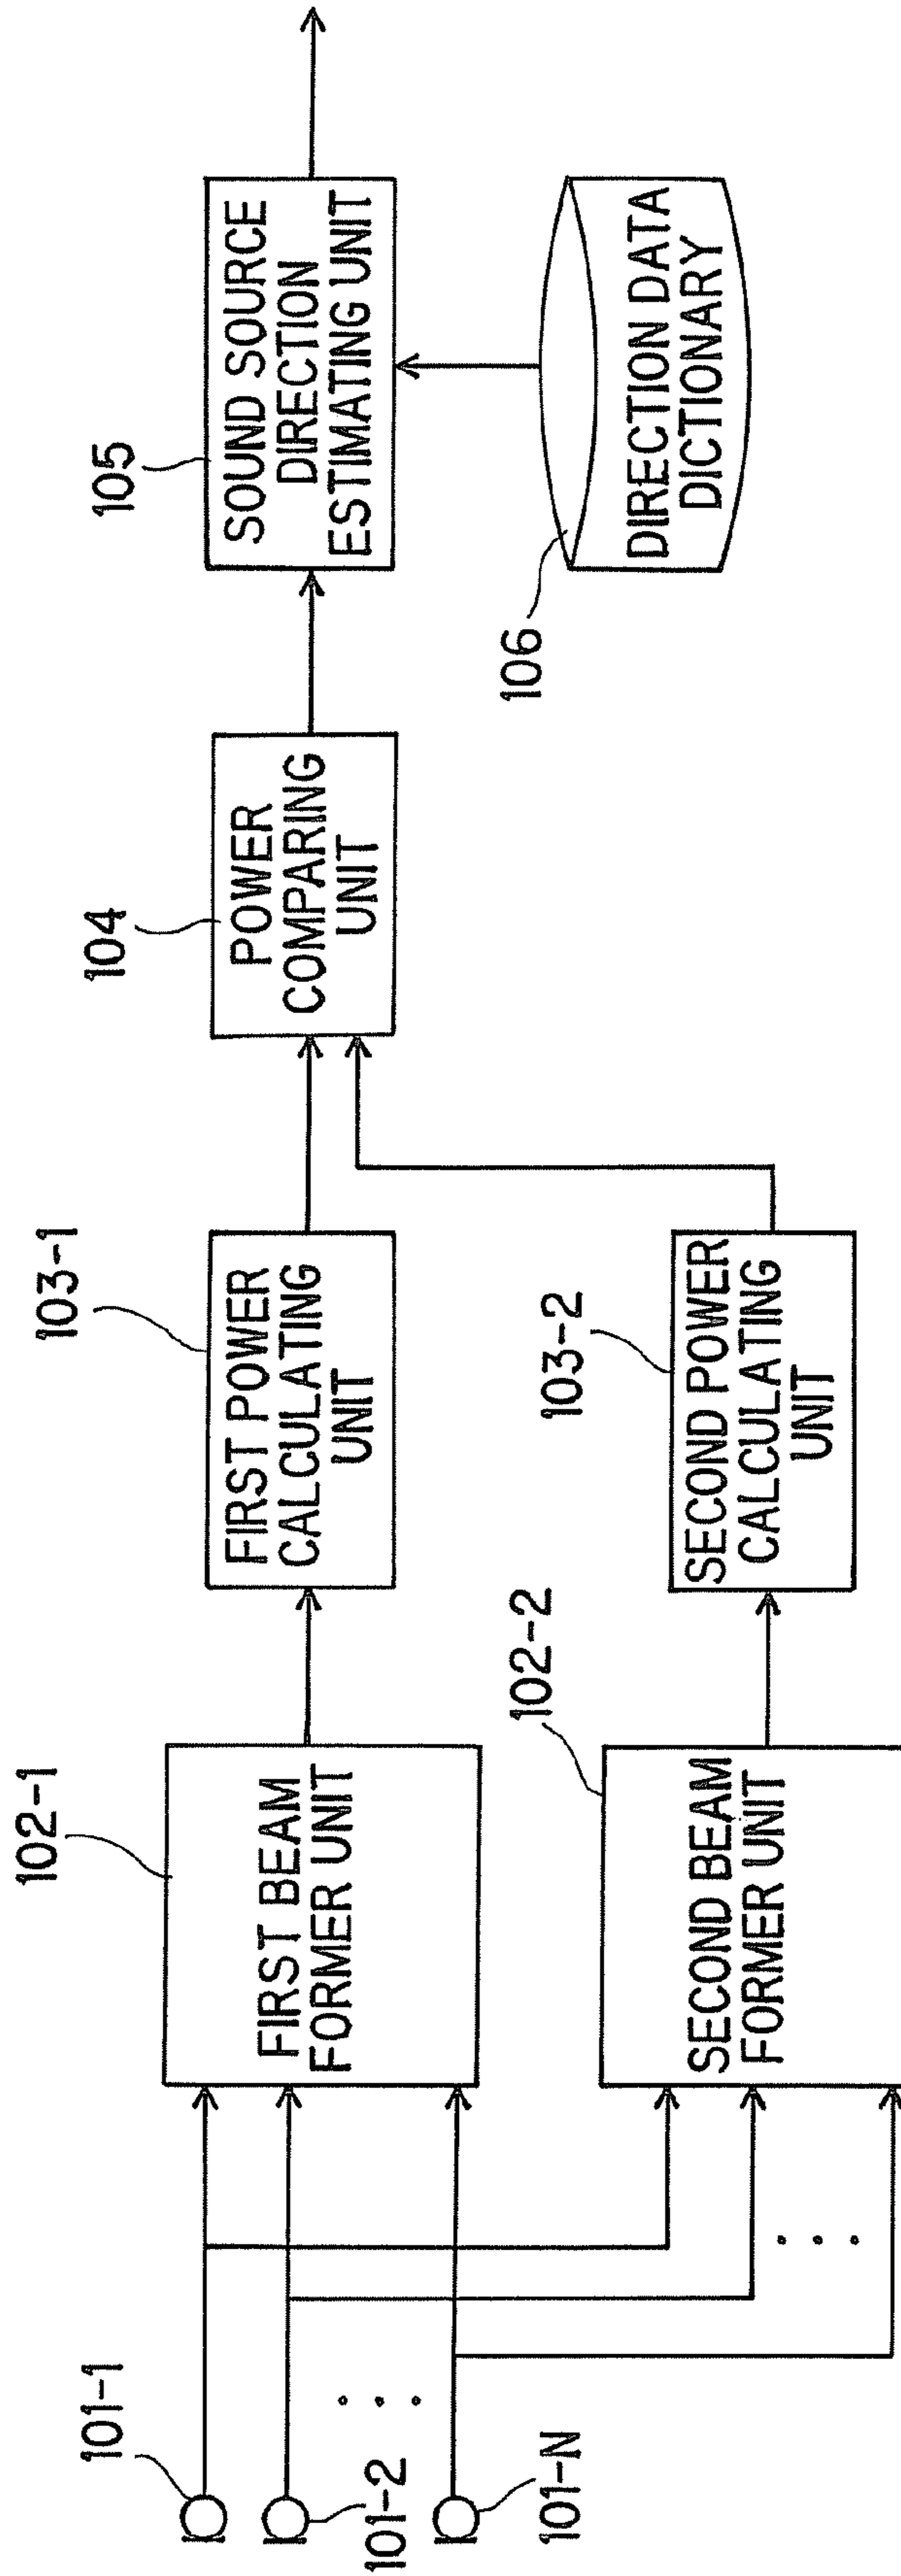 101-1
101-2
101-N
102-1
FIRST BEAM
FORMER UNIT
102-2
SECOND BEAM
FORMER UNIT
103-1
FIRST POWER
CALCULATING
UNIT
103-2
SECOND POWER
CALCULATING
UNIT
104
POWER
COMPARING
UNIT
105
SOUND SOURCE
DIRECTION
ESTIMATING UNIT
106
DIRECTION DATA
DICTIONARY